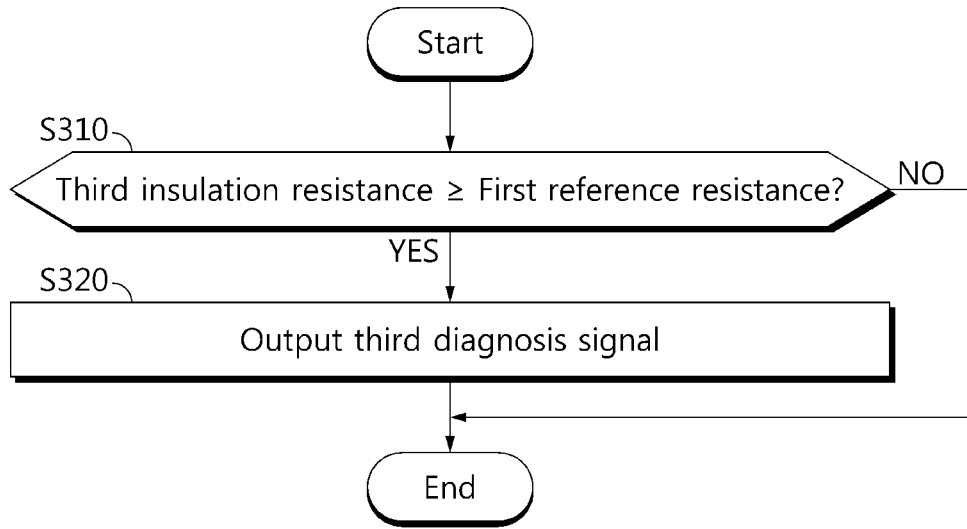 Start
S310
Third insulation resistance ≥ First reference resistance?
NO
YES
S320
Output third diagnosis signal
End